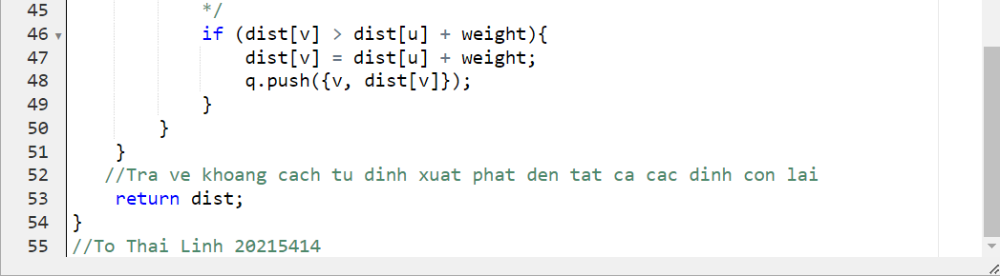 45 */
46 if (dist[v] > dist[u] + weight){
47 dist[v] = dist[u] + weight;
48 q.push({v, dist[v]});
49 }
50 }
51 }
52 //Tra ve khoang cach tu dinh xuat phat den tat ca cac dinh con lai
53 return dist;
54 }
55 //To Thai Linh 20215414